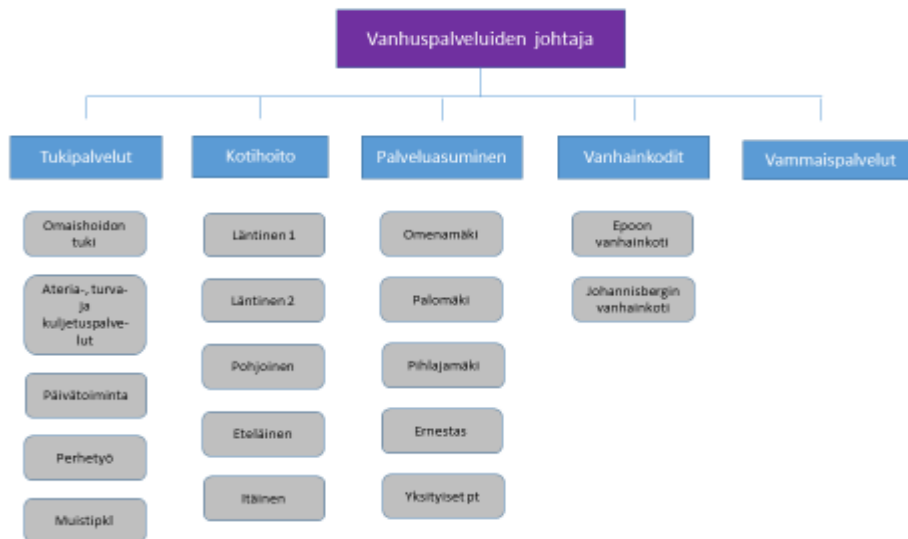 Vanhuspalveluiden johtaja
Tukipalvelut
Kotihoito
Palveluasuminen
Vanhainkodit
Vammaispalvelut
Omaishoidon
tuki
Ateria-, turva-
ja
kuljetuspalve-
lut
Päivätoiminta
Perhetyö
Muistipkl
Läntinen 1
Läntinen 2
Pohjoinen
Eteläinen
Itäinen
Omenamäki
Palomäki
Pihlajamäki
Ernestas
Yksityiset pt
Epoon
vanhainkoti
Johannisbergin
vanhainkoti